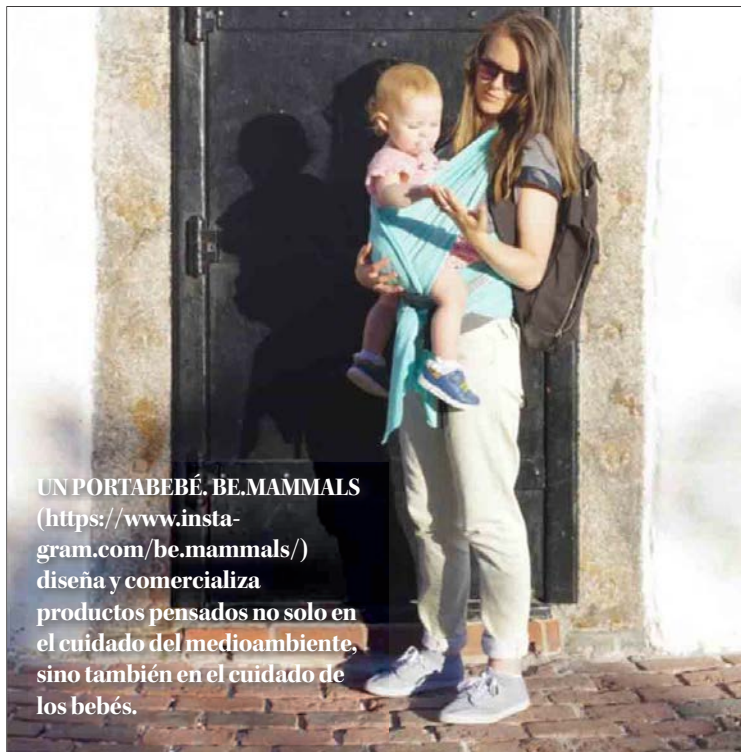 UN PORTABEBÉ. BE.MAMMALS
(https://www.insta-
gram.com/be.mammals/)
diseña y comercializa
productos pensados no solo en
el cuidado del medioambiente,
sino también en el cuidado de
los bebés.